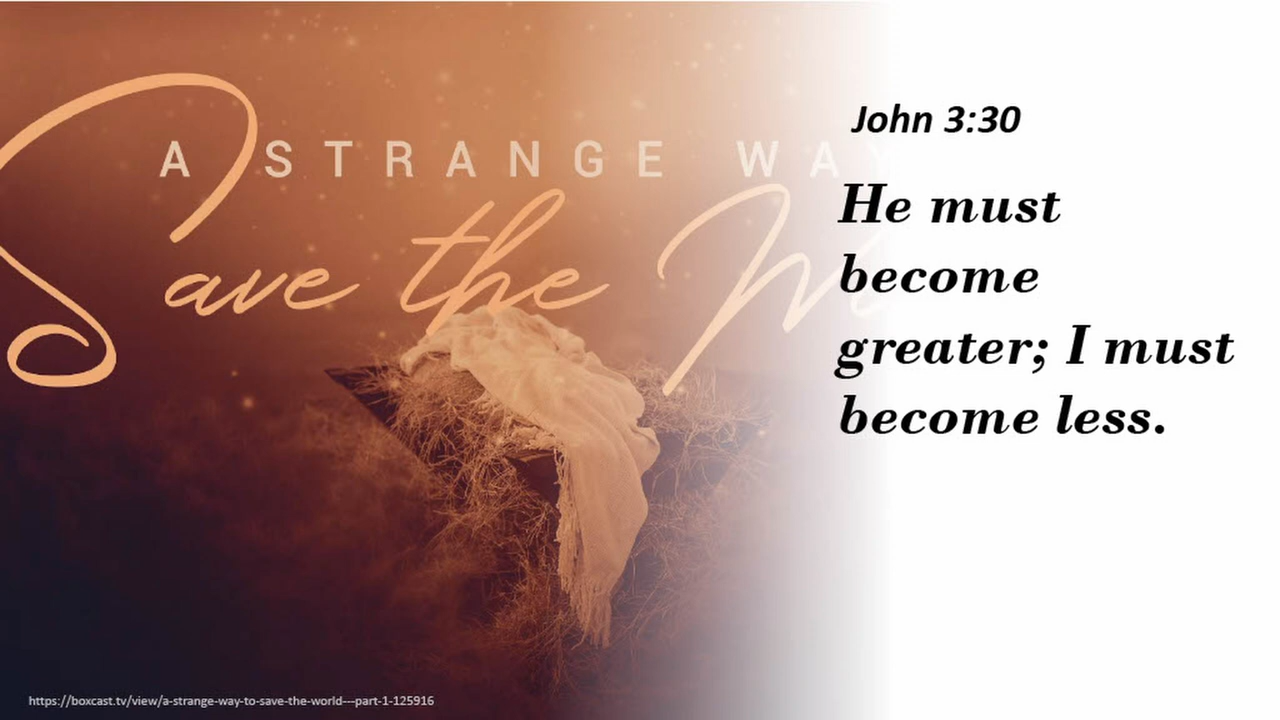 A STRANGE WAY
Save the W
John 3:30
He must
become
greater; I must
become less.
https://boxcast.tv/view/a-strange-way-to-save-the-world---part-1-125916